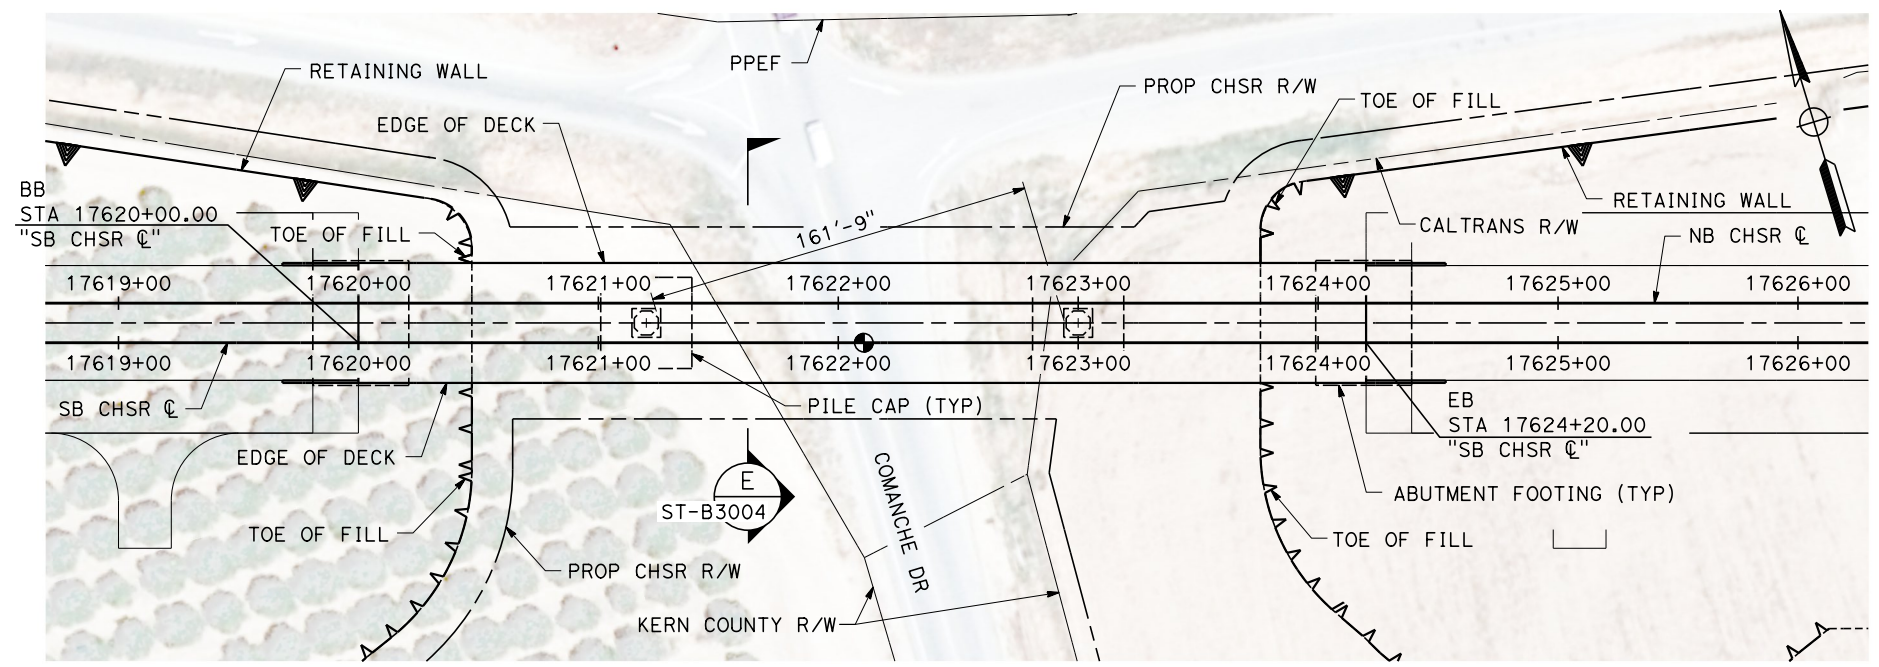 PPEF
RETAINING WALL
PROP CHSR R/W
TOE OF FILL
EDGE OF DECK
BB
STA 17620+00.00
"SB CHSR ℄"
TOE OF FILL
161'-9"
RETAINING WALL
CALTRANS R/W
NB CHSR ℄
17619+00 17620+00 17621+00 17622+00 17623+00 17624+00 17625+00 17626+00
17619+00 17620+00 17621+00 17622+00 17623+00 17624+00 17625+00 17626+00
SB CHSR ℄
PILE CAP (TYP)
EB
STA 17624+20.00
"SB CHSR ℄"
EDGE OF DECK
E
ST-B3004
COMANCHE DR
ABUTMENT FOOTING (TYP)
TOE OF FILL
TOE OF FILL
PROP CHSR R/W
KERN COUNTY R/W